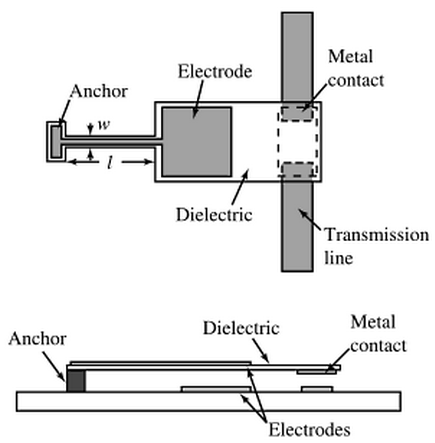 Electrode
Metal
contact
Anchor
w
l
Dielectric
Transmission
line
Anchor
Dielectric
Metal
contact
Electrodes